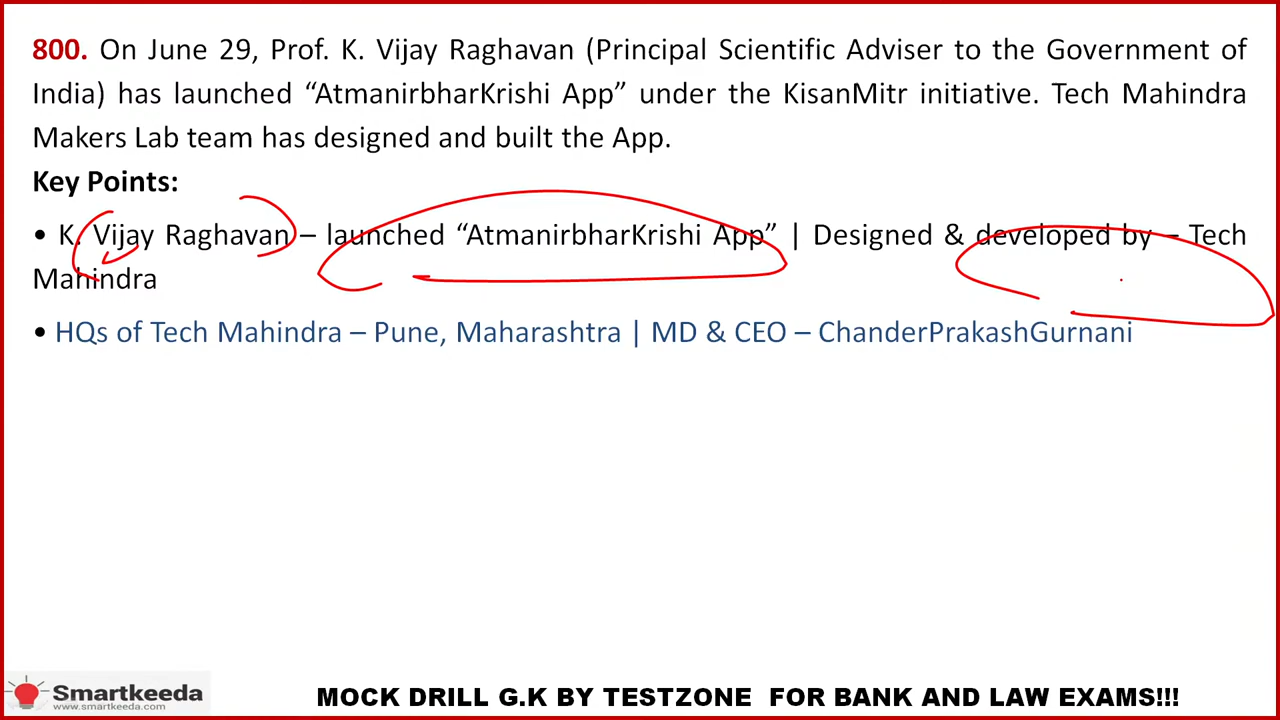 800. On June 29, Prof. K. Vijay Raghavan (Principal Scientific Adviser to the Government of
India) has launched “AtmanirbharKrishi App” under the KisanMitr initiative. Tech Mahindra
Makers Lab team has designed and built the App.
Key Points:
• K. Vijay Raghavan – launched “AtmanirbharKrishi App” | Designed & developed by – Tech
Mahindra
• HQs of Tech Mahindra – Pune, Maharashtra | MD & CEO – ChanderPrakashGurnani
Smartkeeda
www.smartkeeda.com
MOCK DRILL G.K BY TESTZONE FOR BANK AND LAW EXAMS!!!